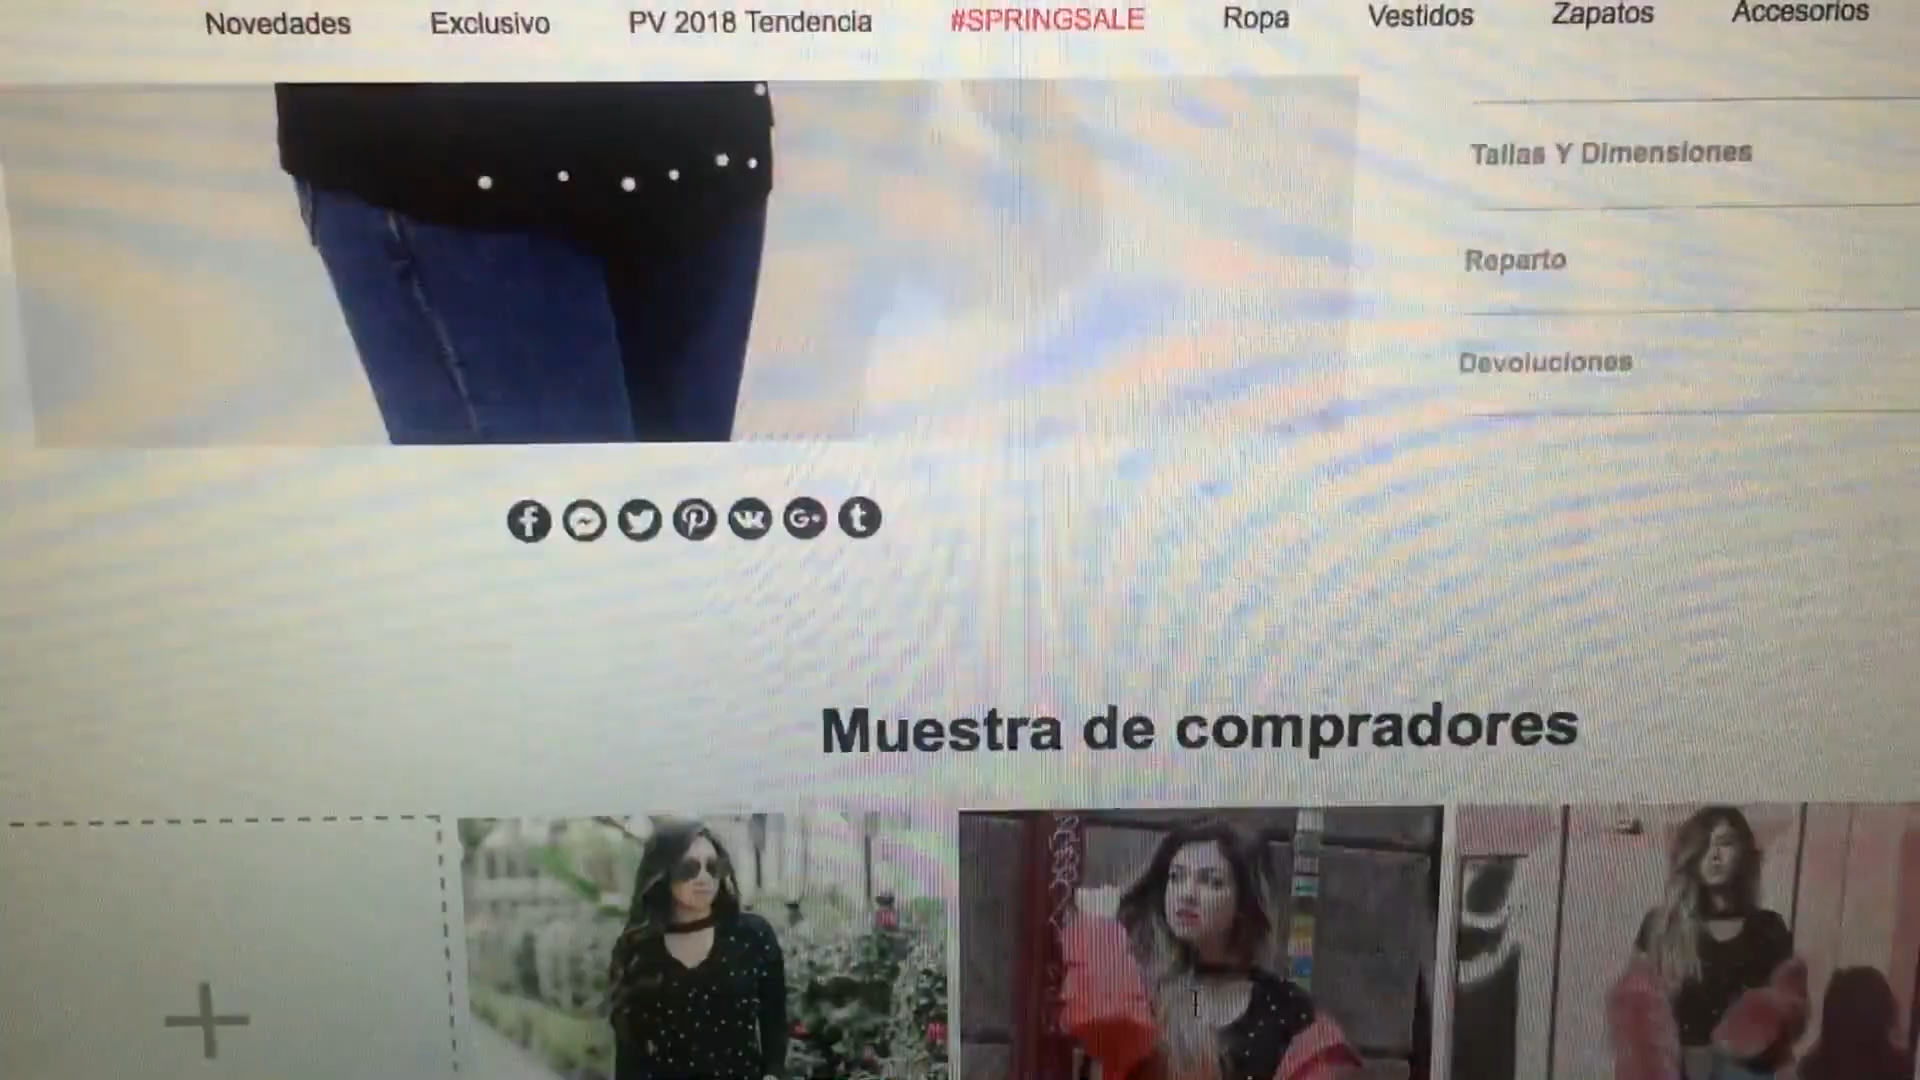 Novedades Exclusivo PV 2018 Tendencia #SPRINGSALE Ropa Vestidos Zapatos Accesorios
Tallas Y Dimensiones
Reparto
Devoluciones
Muestra de compradores